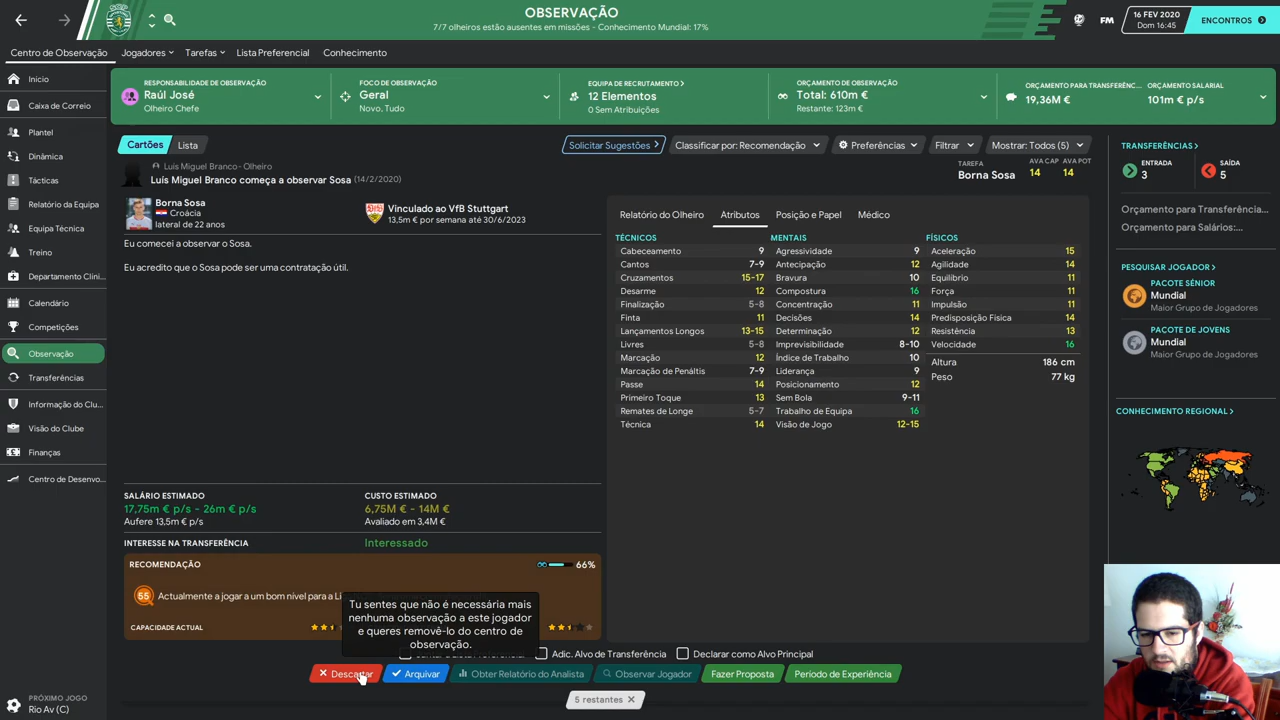 OBSERVAÇÃO
7/7 olheiros estão ausentes em missões - Conhecimento Mundial: 17%
FM
16 FEV 2020
Dom 16:45
ENCONTROS
Centro de Observação
Jogadores
Tarefas
Lista Preferencial
Conhecimento
Início
Caixa de Correio
Plantel
Dinâmica
Tácticas
Relatório da Equipa
Equipa Técnica
Treino
Departamento Clíni...
Calendário
Competições
Observação
Transferências
Informação do Clu...
Visão do Clube
Finanças
Centro de Desenvo...
PRÓXIMO JOGO
Rio Av (C)
RESPONSABILIDADE DE OBSERVAÇÃO
Raúl José
Olheiro Chefe
FOCO DE OBSERVAÇÃO
Geral
Novo, Tudo
EQUIPA DE RECRUTAMENTO
12 Elementos
0 Sem Atribuições
ORÇAMENTO DE OBSERVAÇÃO
Total: 610m €
Restante: 123m €
ORÇAMENTO PARA TRANSFERÊNC...
19,36M €
ORÇAMENTO SALARIAL
101m € p/s
Cartões
Lista
Solicitar Sugestões
Classificar por: Recomendação
Preferências
Filtrar
Mostrar: Todos (5)
Luís Miguel Branco - Olheiro
Luís Miguel Branco começa a observar Sosa (14/2/2020)
TAREFA
Borna Sosa
AVA CAP
14
AVA POT
14
Borna Sosa
Croácia
lateral de 22 anos
Vinculado ao VfB Stuttgart
13,5m € por semana até 30/6/2023
Eu comecei a observar o Sosa.
Eu acredito que o Sosa pode ser uma contratação útil.
Relatório do Olheiro
Atributos
Posição e Papel
Médico
TÉCNICOS
Cabeceamento 9
Cantos 7-9
Cruzamentos 15-17
Desarme 12
Finalização 5-8
Finta 11
Lançamentos Longos 13-15
Livres 5-8
Marcação 12
Marcação de Penáltis 7-9
Passe 14
Primeiro Toque 13
Remates de Longe 5-7
Técnica 14
MENTAIS
Agressividade 9
Antecipação 12
Bravura 10
Compostura 16
Concentração 11
Decisões 14
Determinação 12
Imprevisibilidade 8-10
Índice de Trabalho 10
Liderança 9
Posicionamento 12
Sem Bola 9-11
Trabalho de Equipa 16
Visão de Jogo 12-15
FÍSICOS
Aceleração 15
Agilidade 14
Equilíbrio 11
Força 11
Impulsão 11
Predisposição Física 14
Resistência 13
Velocidade 16
Altura 186 cm
Peso 77 kg
SALÁRIO ESTIMADO
17,75m € p/s - 26m € p/s
Aufere 13,5m € p/s
CUSTO ESTIMADO
6,75M € - 14M €
Avaliado em 3,4M €
INTERESSE NA TRANSFERÊNCIA
Interessado
RECOMENDAÇÃO
66%
55
Actualmente a jogar a um bom nível para a Li
CAPACIDADE ACTUAL
Tu sentes que não é necessária mais
nenhuma observação a este jogador
e queres removê-lo do centro de
observação.
Adic. Alvo de Transferência
Declarar como Alvo Principal
Descartar
Arquivar
Obter Relatório do Analista
Observar Jogador
Fazer Proposta
Período de Experiência
5 restantes
TRANSFERÊNCIAS
ENTRADA
3
SAÍDA
5
Orçamento para Transferência...
Orçamento para Salários:...
PESQUISAR JOGADOR
PACOTE SÉNIOR
Mundial
Maior Grupo de Jogadores
PACOTE DE JOVENS
Mundial
Maior Grupo de Jogadores
CONHECIMENTO REGIONAL